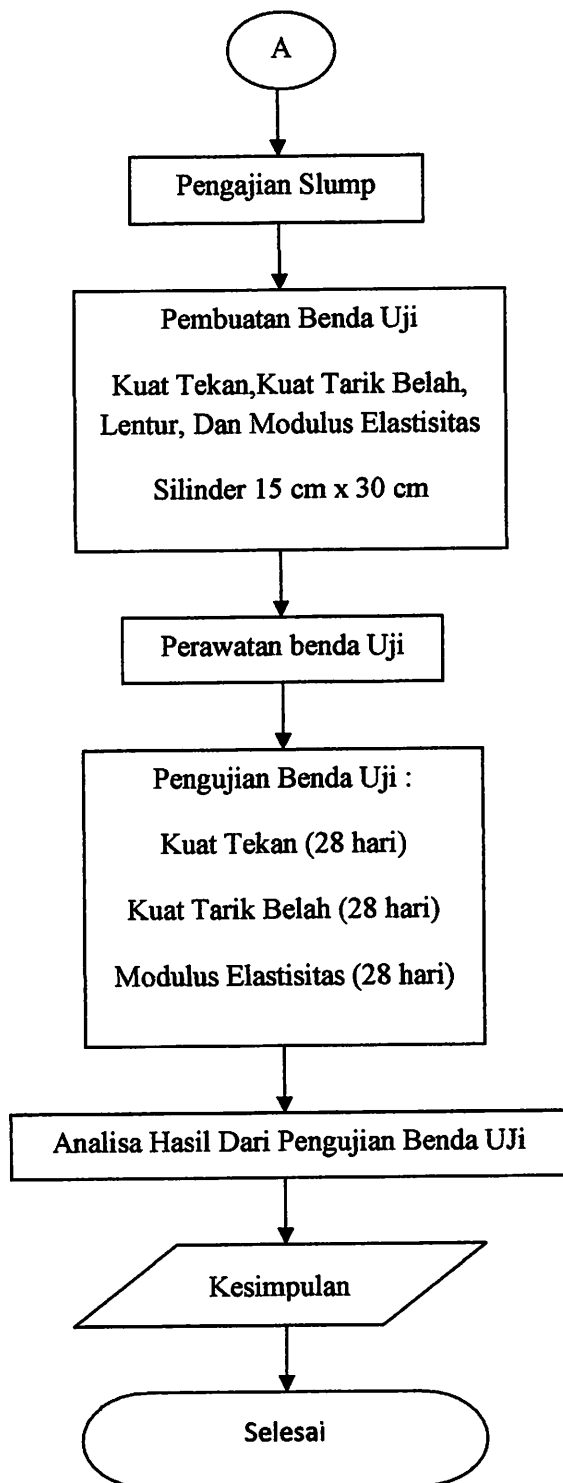 A
Pengajian Slump
Pembuatan Benda Uji
Kuat Tekan,Kuat Tarik Belah,
Lentur, Dan Modulus Elastisitas
Silinder 15 cm x 30 cm
Perawatan benda Uji
Pengujian Benda Uji :
Kuat Tekan (28 hari)
Kuat Tarik Belah (28 hari)
Modulus Elastisitas (28 hari)
Analisa Hasil Dari Pengujian Benda UJi
Kesimpulan
Selesai